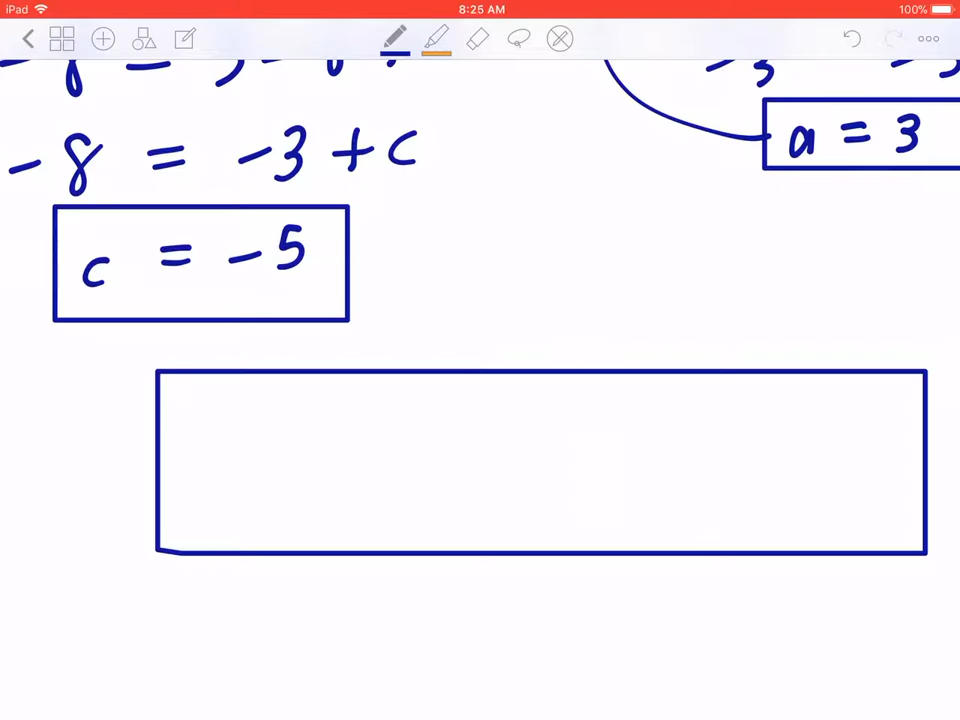 iPad 8:25 AM 100%
-8 = -3 + c
a = 3
c = -5